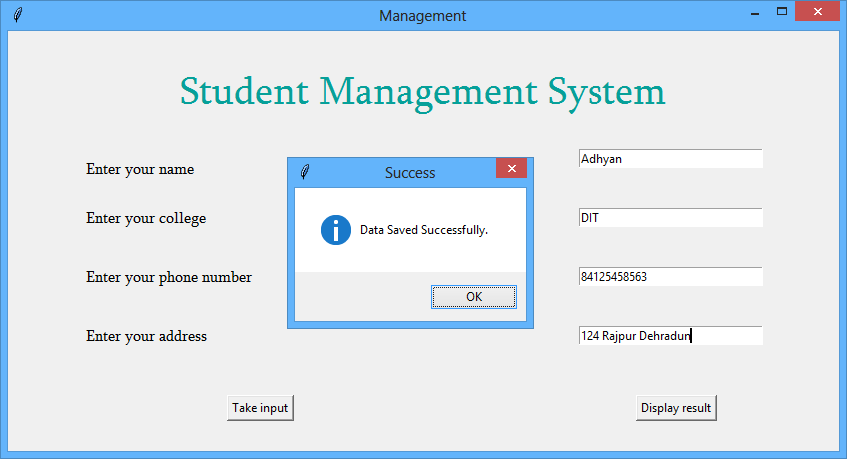 Management
Student Management System
Enter your name
Adhyan
Enter your college
DIT
Enter your phone number
84125458563
Enter your address
124 Rajpur Dehradun
Success
Data Saved Successfully.
OK
Take input
Display result